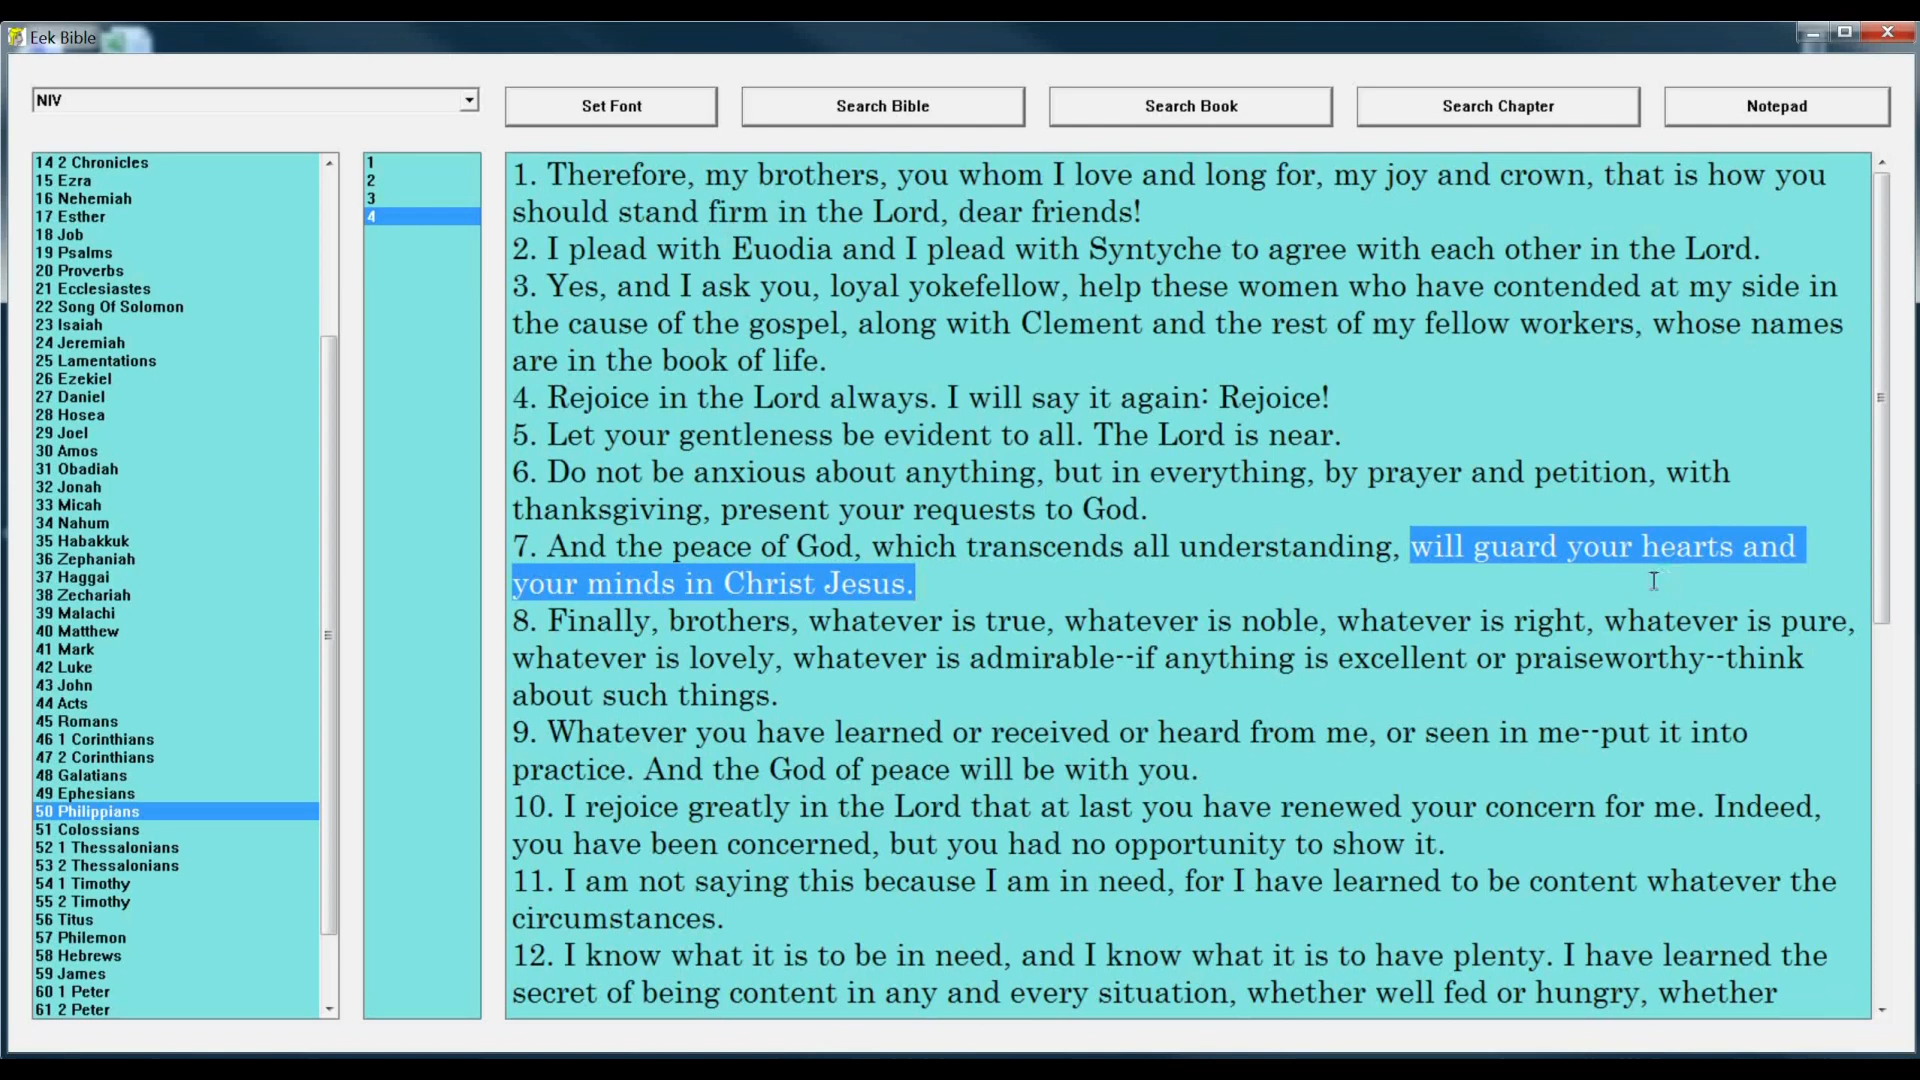 Eek Bible
NIV
Set Font
Search Bible
Search Book
Search Chapter
Notepad
14 2 Chronicles
15 Ezra
16 Nehemiah
17 Esther
18 Job
19 Psalms
20 Proverbs
21 Ecclesiastes
22 Song Of Solomon
23 Isaiah
24 Jeremiah
25 Lamentations
26 Ezekiel
27 Daniel
28 Hosea
29 Joel
30 Amos
31 Obadiah
32 Jonah
33 Micah
34 Nahum
35 Habakkuk
36 Zephaniah
37 Haggai
38 Zechariah
39 Malachi
40 Matthew
41 Mark
42 Luke
43 John
44 Acts
45 Romans
46 1 Corinthians
47 2 Corinthians
48 Galatians
49 Ephesians
50 Philippians
51 Colossians
52 1 Thessalonians
53 2 Thessalonians
54 1 Timothy
55 2 Timothy
56 Titus
57 Philemon
58 Hebrews
59 James
60 1 Peter
61 2 Peter
1
2
3
4
1. Therefore, my brothers, you whom I love and long for, my joy and crown, that is how you
should stand firm in the Lord, dear friends!
2. I plead with Euodia and I plead with Syntyche to agree with each other in the Lord.
3. Yes, and I ask you, loyal yokefellow, help these women who have contended at my side in
the cause of the gospel, along with Clement and the rest of my fellow workers, whose names
are in the book of life.
4. Rejoice in the Lord always. I will say it again: Rejoice!
5. Let your gentleness be evident to all. The Lord is near.
6. Do not be anxious about anything, but in everything, by prayer and petition, with
thanksgiving, present your requests to God.
7. And the peace of God, which transcends all understanding, will guard your hearts and
your minds in Christ Jesus.
8. Finally, brothers, whatever is true, whatever is noble, whatever is right, whatever is pure,
whatever is lovely, whatever is admirable--if anything is excellent or praiseworthy--think
about such things.
9. Whatever you have learned or received or heard from me, or seen in me--put it into
practice. And the God of peace will be with you.
10. I rejoice greatly in the Lord that at last you have renewed your concern for me. Indeed,
you have been concerned, but you had no opportunity to show it.
11. I am not saying this because I am in need, for I have learned to be content whatever the
circumstances.
12. I know what it is to be in need, and I know what it is to have plenty. I have learned the
secret of being content in any and every situation, whether well fed or hungry, whether